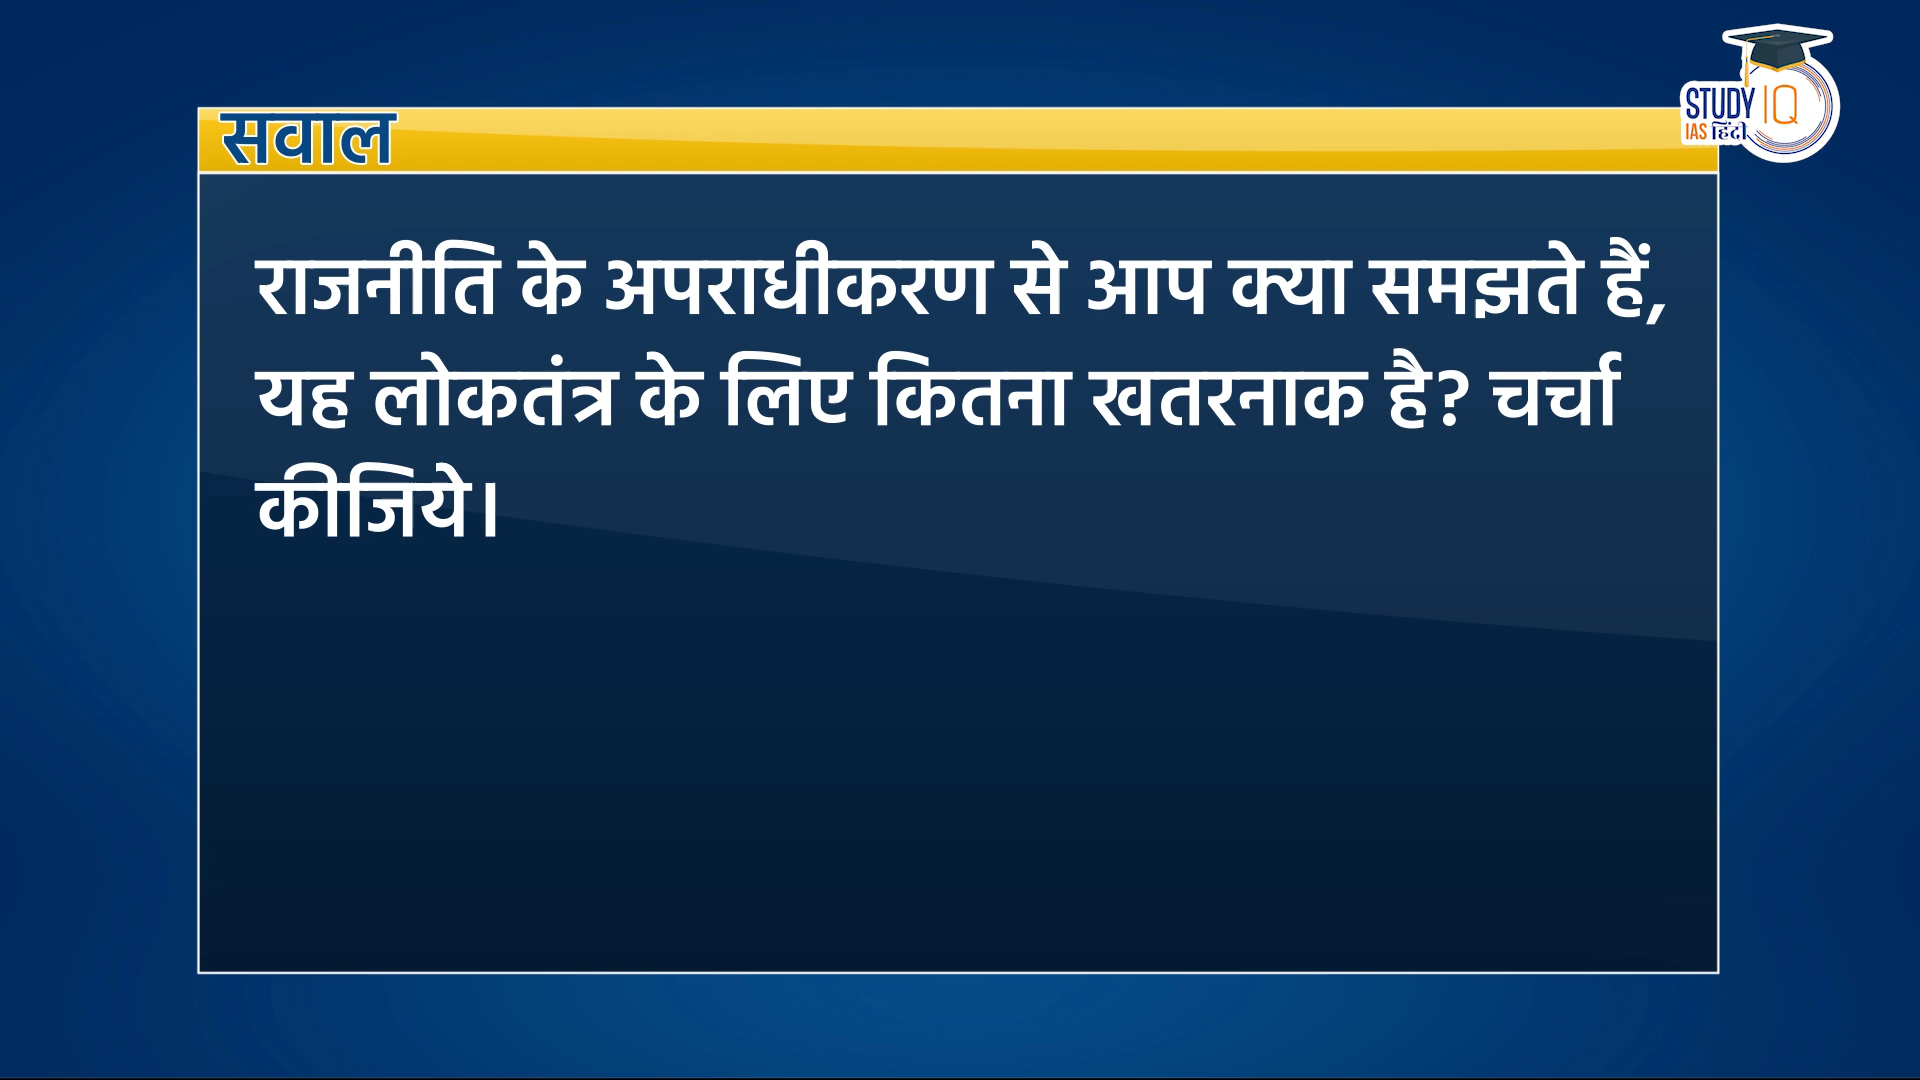 STUDY IQ
IAS हिंदी
सवाल
राजनीति के अपराधीकरण से आप क्या समझते हैं,
यह लोकतंत्र के लिए कितना खतरनाक है? चर्चा
कीजिये।